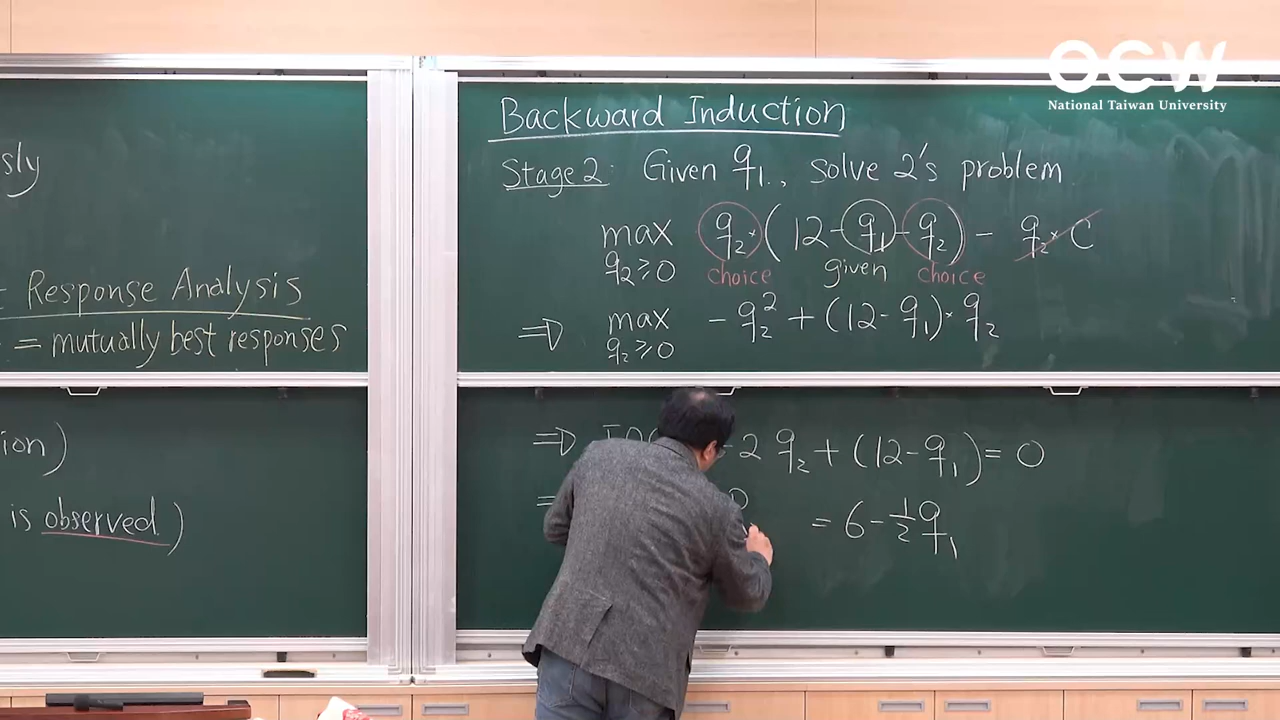 OCW
National Taiwan University
sly
Response Analysis
= mutually best responses
ion)
is observed)
Backward Induction
Stage 2: Given q₁, solve 2's problem
max q₂×(12-q₁-q₂) - q₂×C
q₂≥0 choice given choice
⇒ max -q₂² + (12-q₁)×q₂
q₂≥0
⇒ -2q₂+(12-q₁)=0
= 6-½q₁